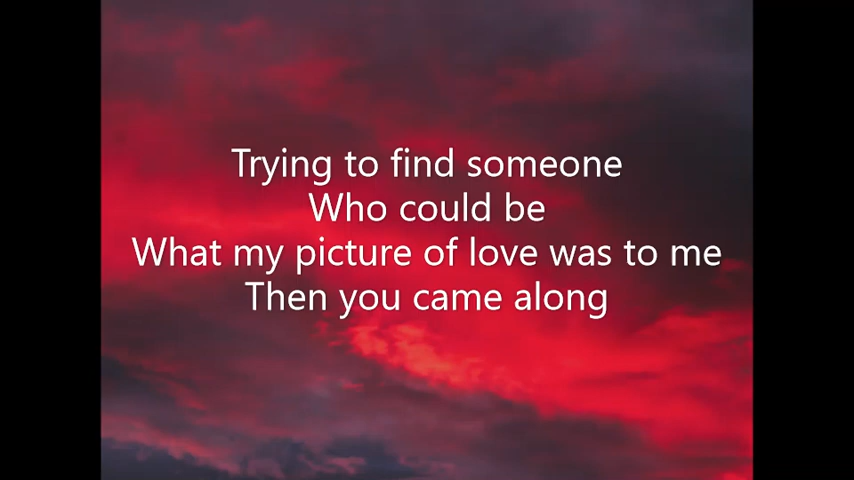 Trying to find someone
Who could be
What my picture of love was to me
Then you came along